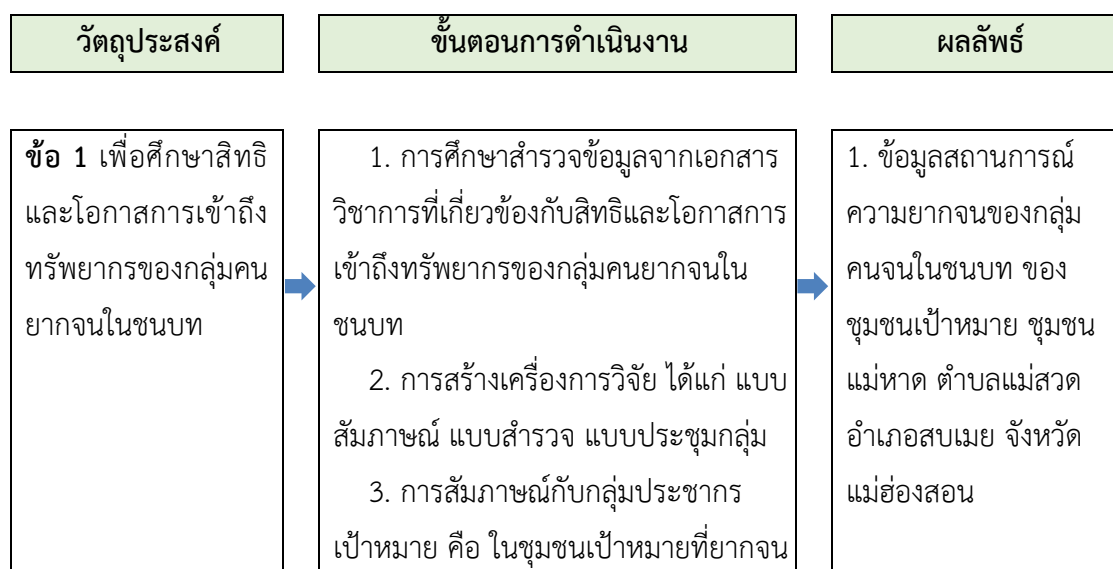 วัตถุประสงค์
ขั้นตอนการดำเนินงาน
ผลลัพธ์
ข้อ 1 เพื่อศึกษาสิทธิ
และโอกาสการเข้าถึง
ทรัพยากรของกลุ่มคน
ยากจนในชนบท
1. การศึกษาสำรวจข้อมูลจากเอกสาร
วิชาการที่เกี่ยวข้องกับสิทธิและโอกาสการ
เข้าถึงทรัพยากรของกลุ่มคนยากจนใน
ชนบท
2. การสร้างเครื่องการวิจัย ได้แก่ แบบ
สัมภาษณ์ แบบสำรวจ แบบประชุมกลุ่ม
3. การสัมภาษณ์กับกลุ่มประชากร
เป้าหมาย คือ ในชุมชนเป้าหมายที่ยากจน
1. ข้อมูลสถานการณ์
ความยากจนของกลุ่ม
คนจนในชนบท ของ
ชุมชนเป้าหมาย ชุมชน
แม่หาด ตำบลแม่สวด
อำเภอสบเมย จังหวัด
แม่ฮ่องสอน